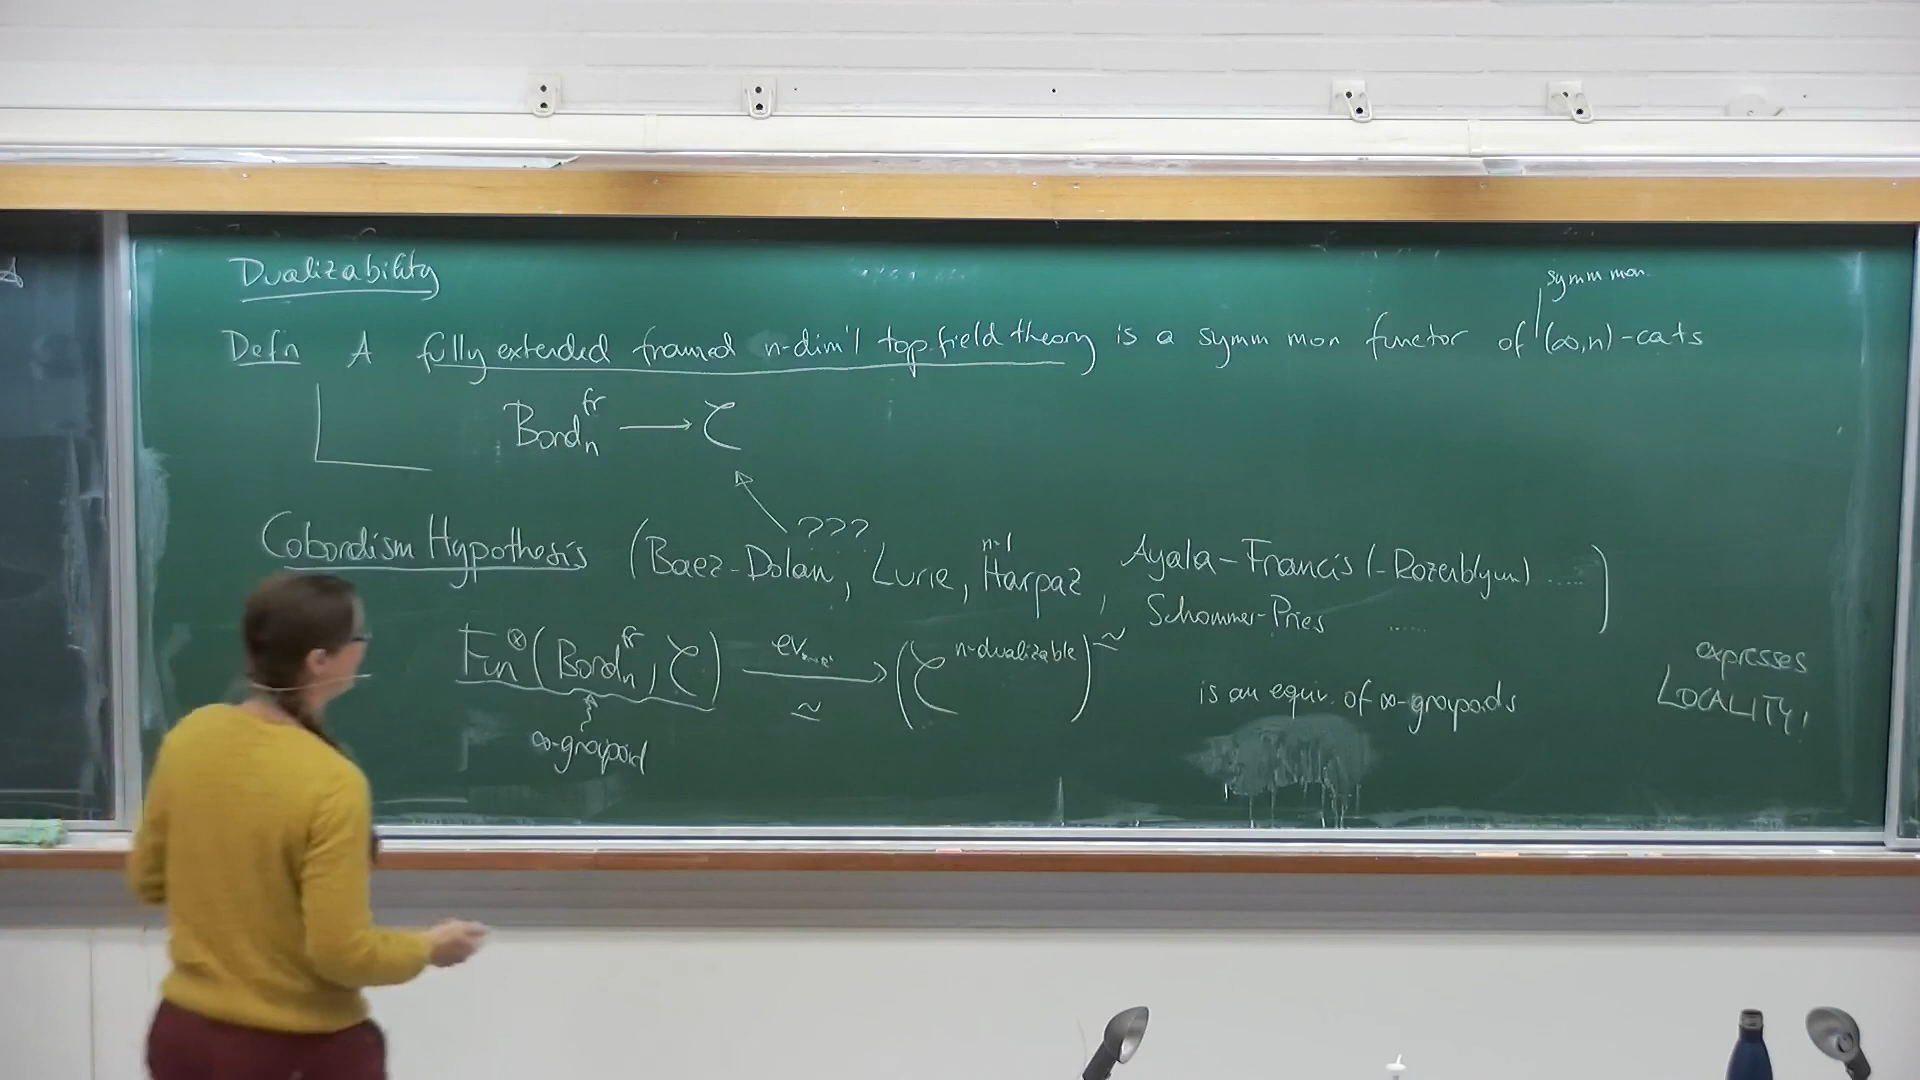 Dualizability
symm mon.
Defn A fully extended framed n-dim'l top. field theory is a symm mon functor of (∞,n)-cats
Bord_n^fr → C
???
Cobordism Hypothesis (Baez-Dolan, Lurie, Harpaz, Ayala-Francis (-Rozenblyum) .....)
n=1
Schommer-Pries .....
Fun^⊗(Bord_n^fr, C) ev ≃ → (C^n-dualizable)^≃ is an equiv. of ∞-groupoids
∞-groupoid
expresses
LOCALITY!